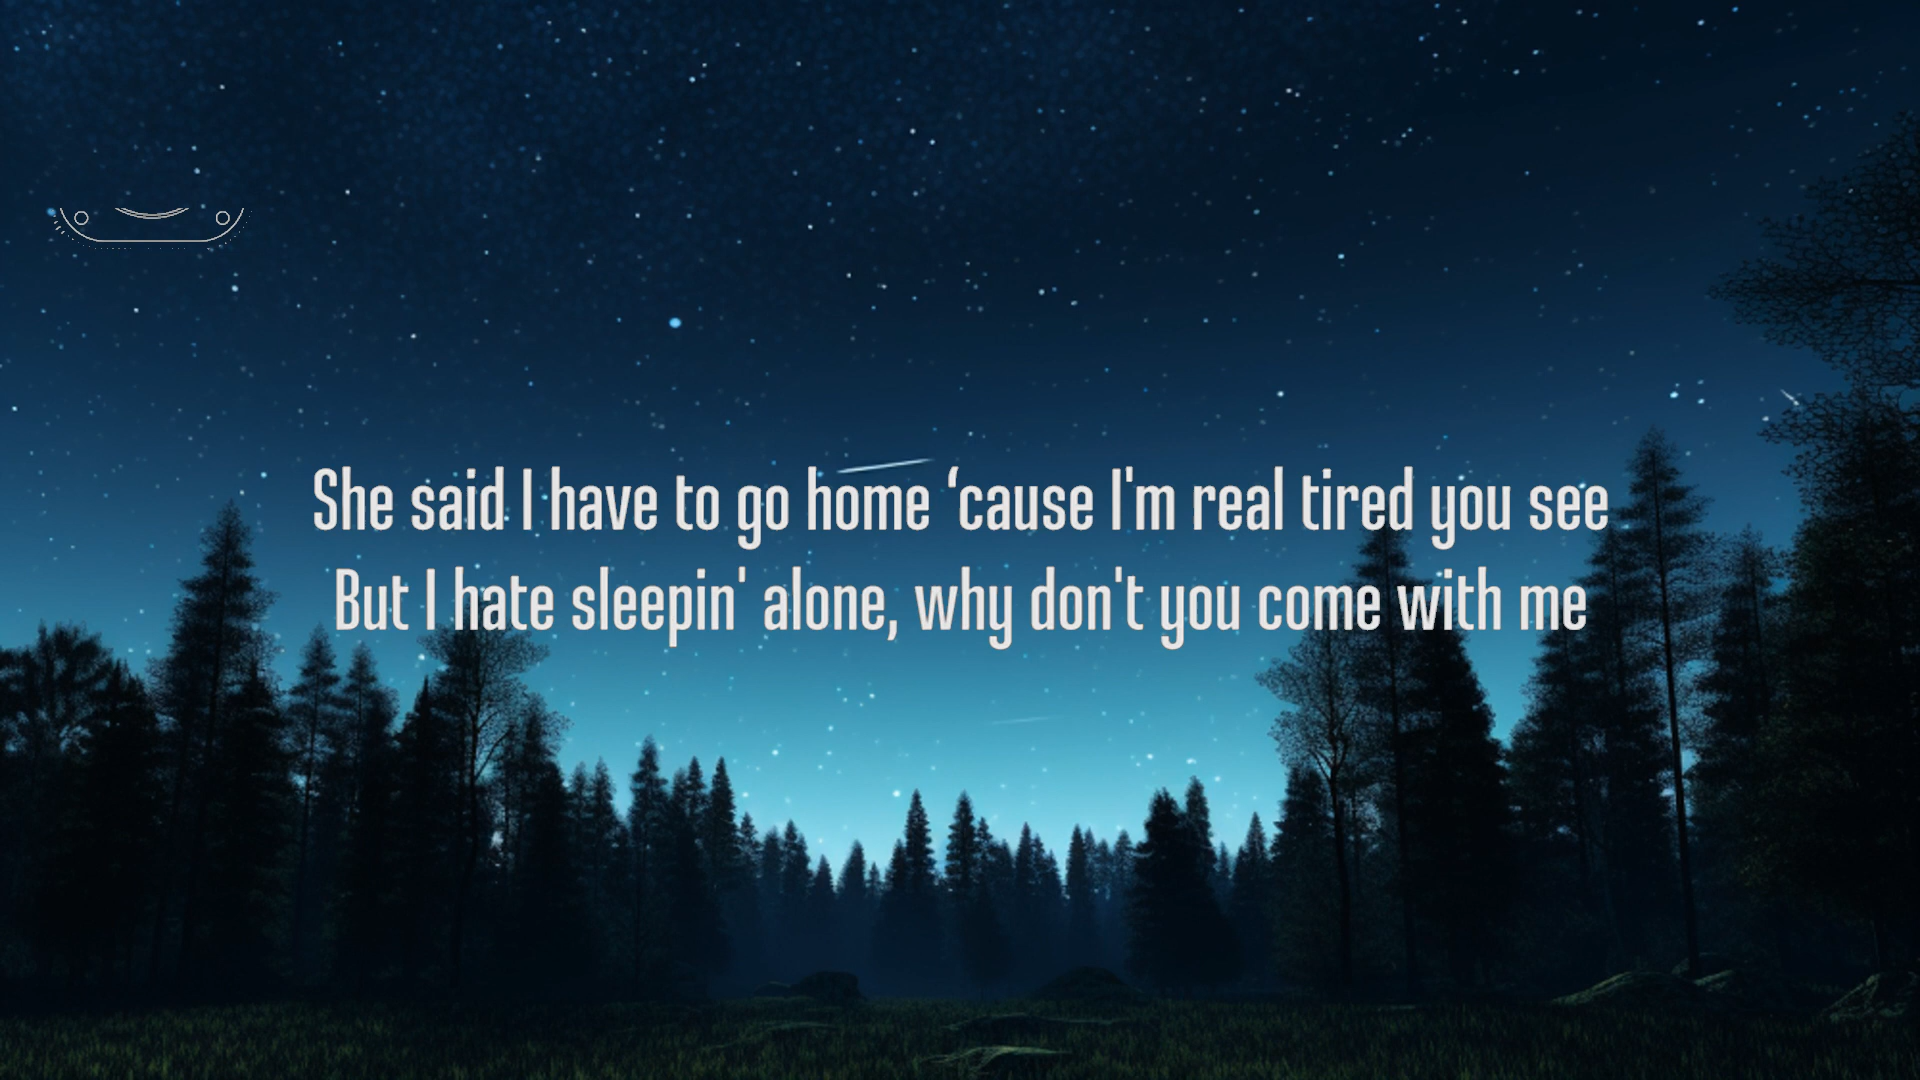 She said I have to go home ‘cause I'm real tired you see
But I hate sleepin' alone, why don't you come with me